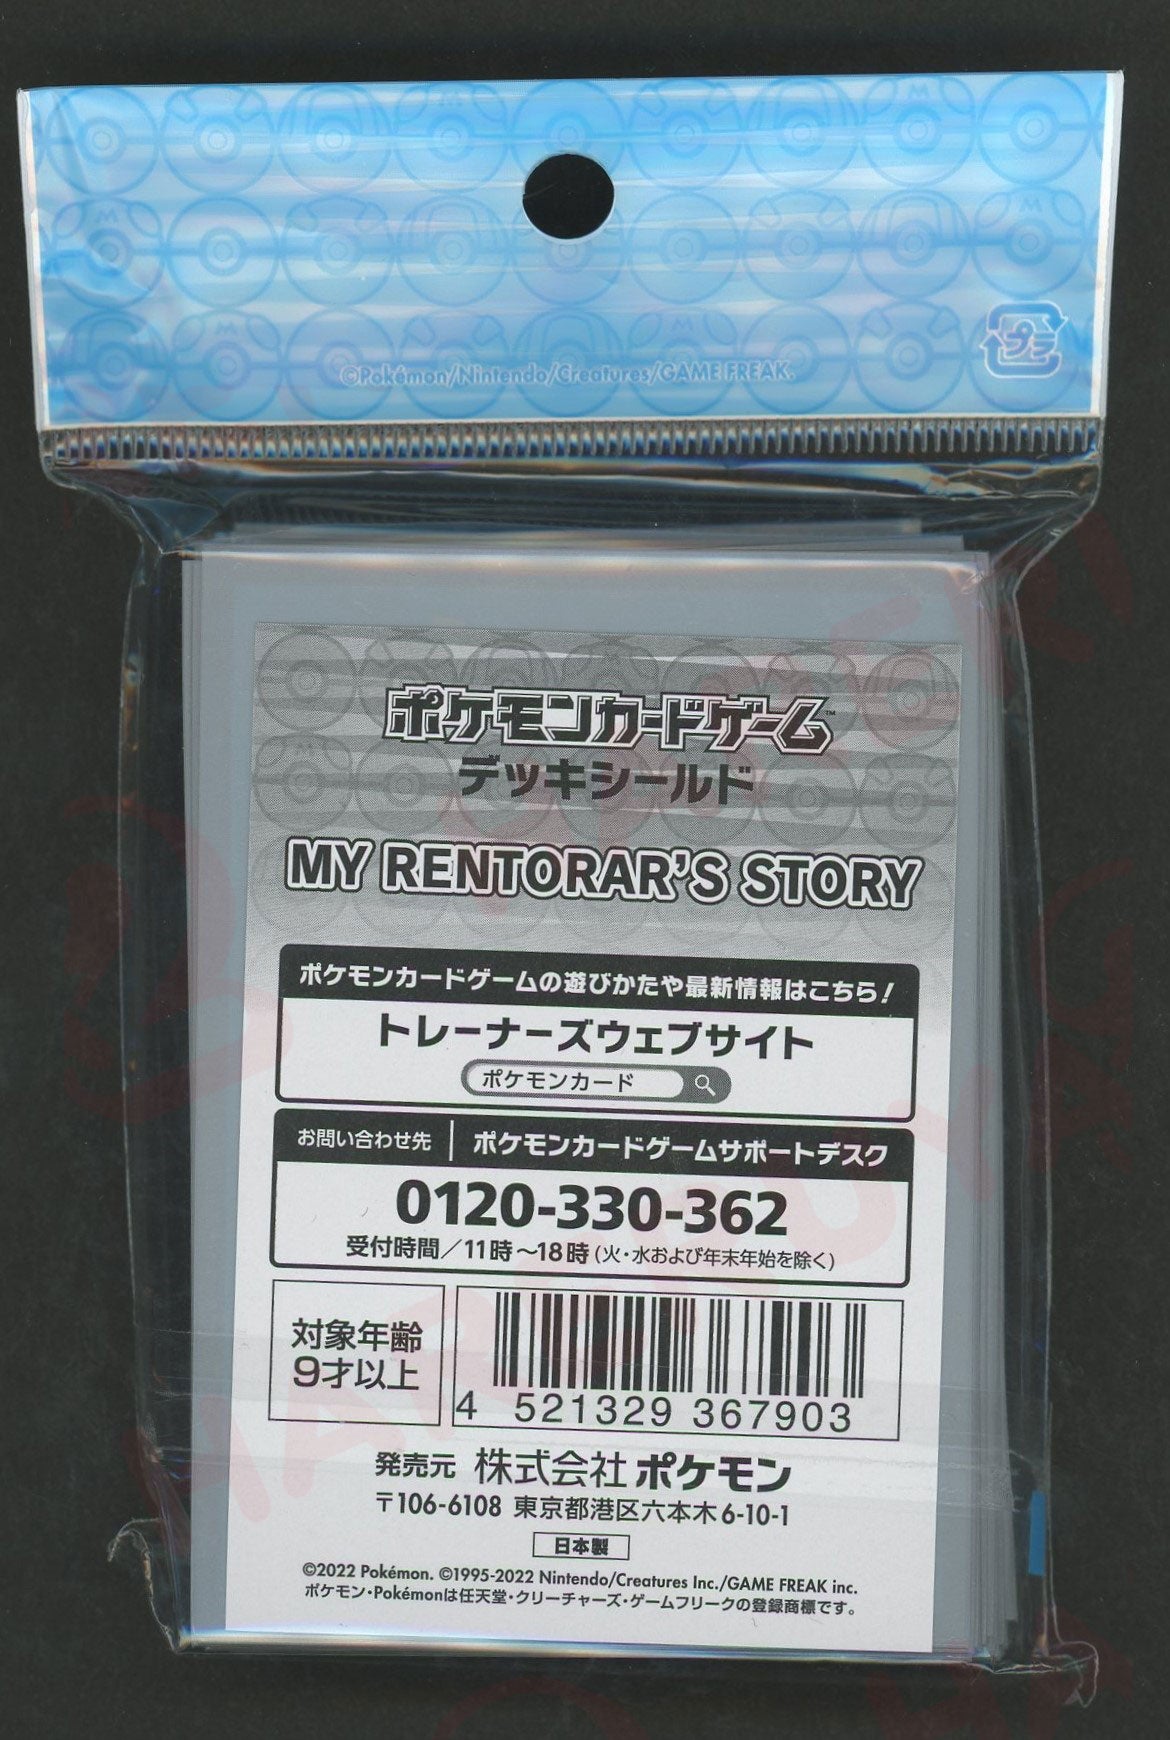 ©Pokémon/Nintendo/Creatures/GAME FREAK.
プラ
ポケモンカードゲーム™
デッキシールド
MY RENTORAR'S STORY
ポケモンカードゲームの遊びかたや最新情報はこちら!
トレーナーズウェブサイト
ポケモンカード
お問い合わせ先 ポケモンカードゲームサポートデスク
0120-330-362
受付時間/11時~18時(火・水および年末年始を除く)
対象年齢
9才以上
4 521329 367903
発売元 株式会社ポケモン
〒106-6108 東京都港区六本木6-10-1
日本製
©2022 Pokémon. ©1995-2022 Nintendo/Creatures Inc./GAME FREAK inc.
ポケモン・Pokémonは任天堂・クリーチャーズ・ゲームフリークの登録商標です。